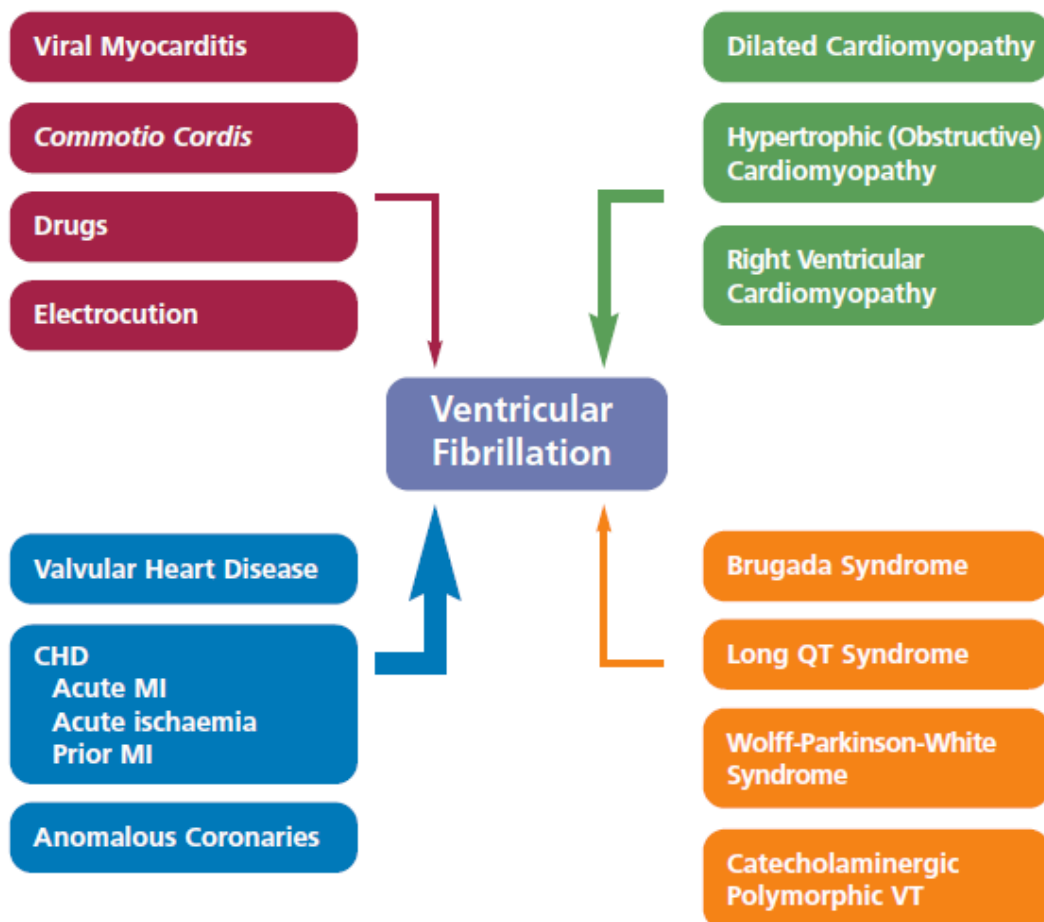 Viral Myocarditis
Commotio Cordis
Drugs
Electrocution
Dilated Cardiomyopathy
Hypertrophic (Obstructive)
Cardiomyopathy
Right Ventricular
Cardiomyopathy
Ventricular
Fibrillation
Valvular Heart Disease
CHD
Acute MI
Acute ischaemia
Prior MI
Anomalous Coronaries
Brugada Syndrome
Long QT Syndrome
Wolff-Parkinson-White
Syndrome
Catecholaminergic
Polymorphic VT